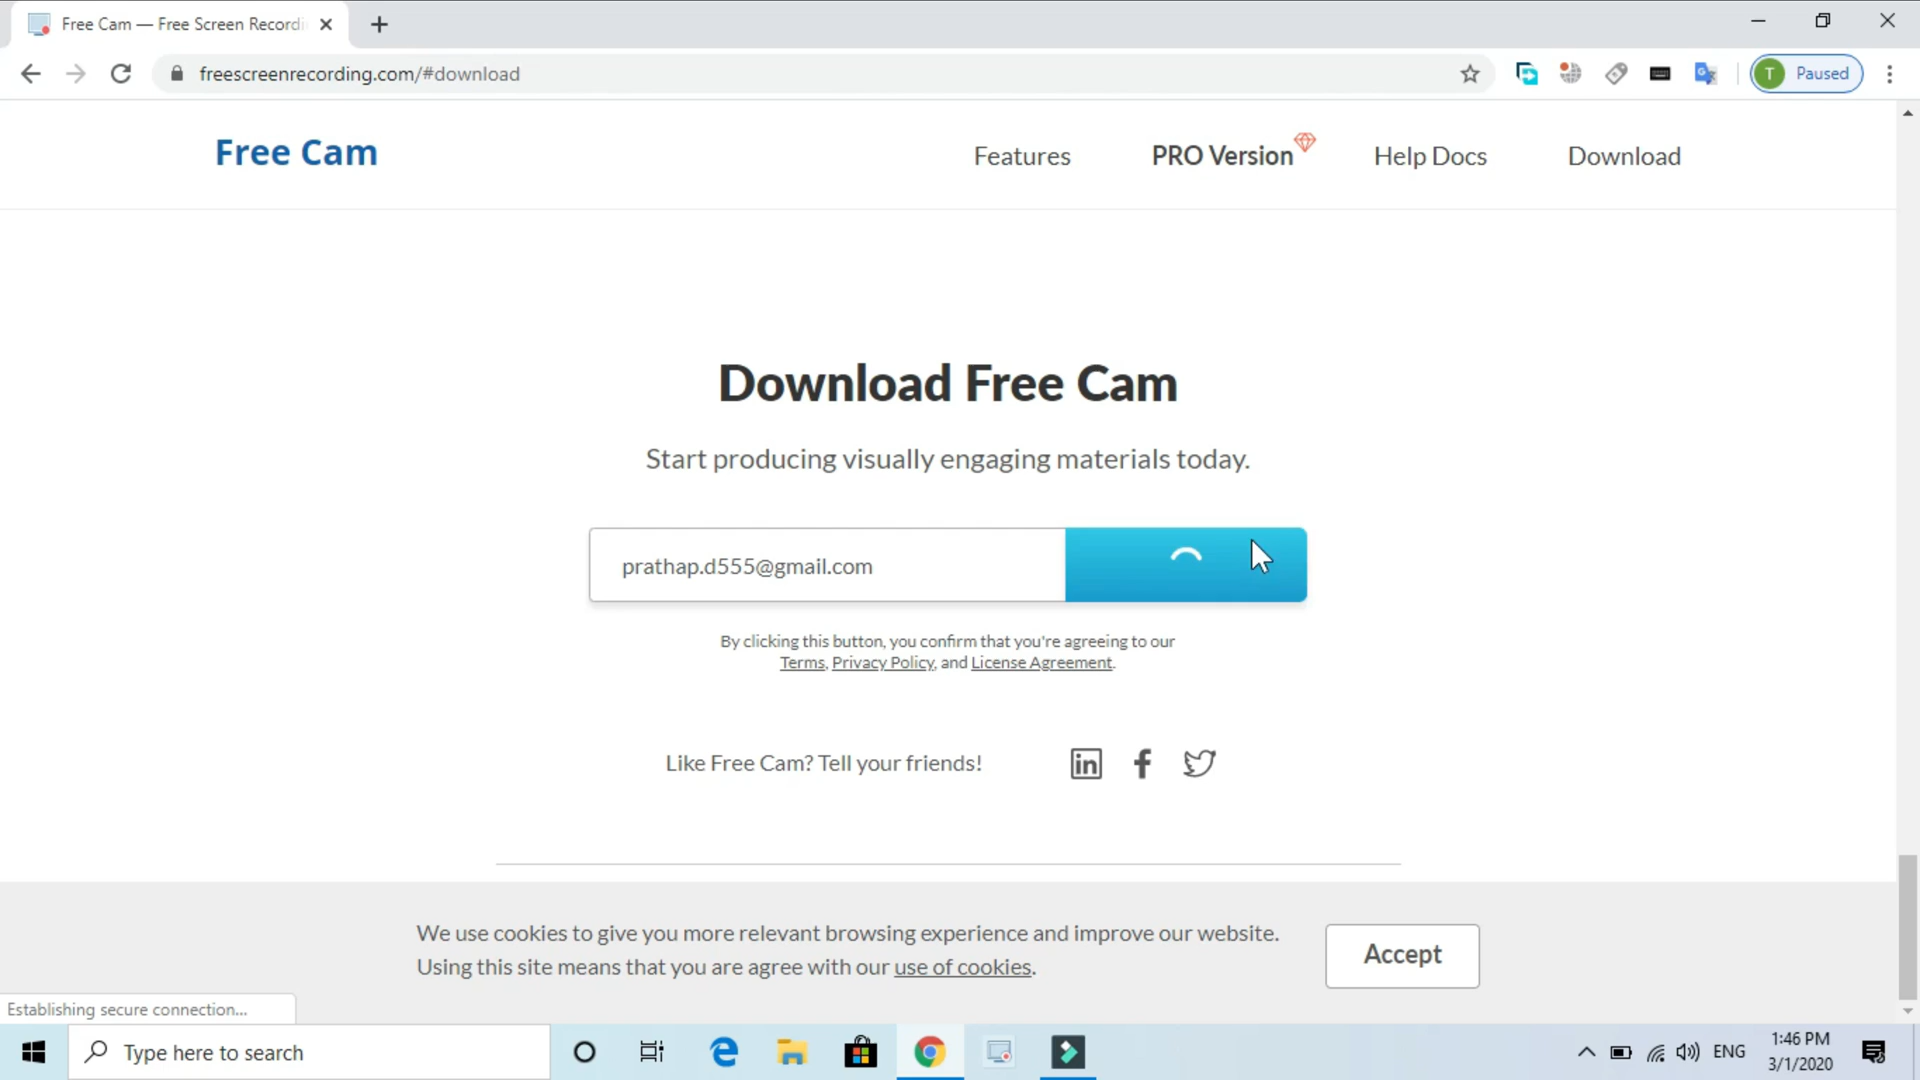 Free Cam — Free Screen Recordi
freescreenrecording.com/#download
T Paused
Free Cam
Features
PRO Version
Help Docs
Download
Download Free Cam
Start producing visually engaging materials today.
prathap.d555@gmail.com
By clicking this button, you confirm that you're agreeing to our
Terms, Privacy Policy, and License Agreement.
Like Free Cam? Tell your friends!
in f
We use cookies to give you more relevant browsing experience and improve our website.
Using this site means that you are agree with our use of cookies.
Accept
Establishing secure connection...
Type here to search
ENG
1:46 PM
3/1/2020